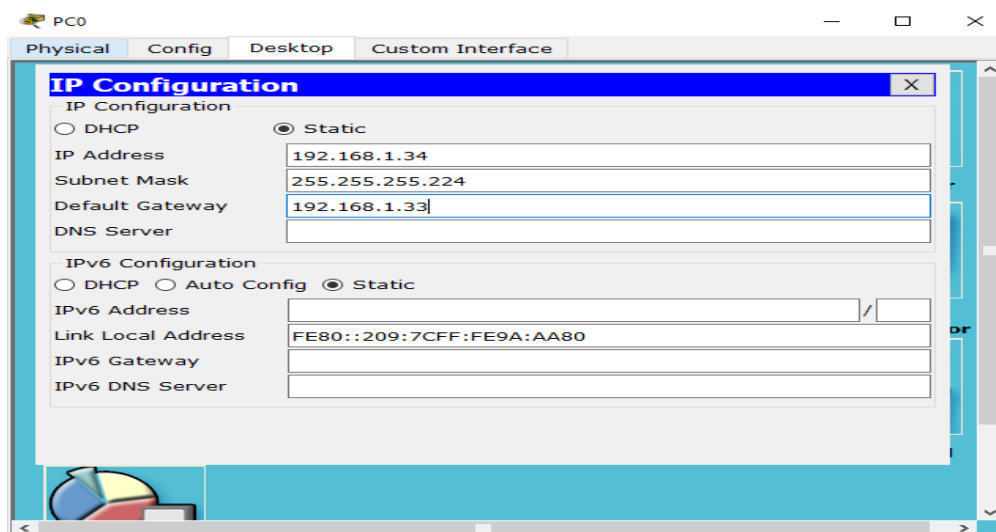 PC0
Physical Config Desktop Custom Interface
IP Configuration X
IP Configuration
DHCP Static
IP Address 192.168.1.34
Subnet Mask 255.255.255.224
Default Gateway 192.168.1.33
DNS Server
IPv6 Configuration
DHCP Auto Config Static
IPv6 Address /
Link Local Address FE80::209:7CFF:FE9A:AA80
IPv6 Gateway
IPv6 DNS Server
or